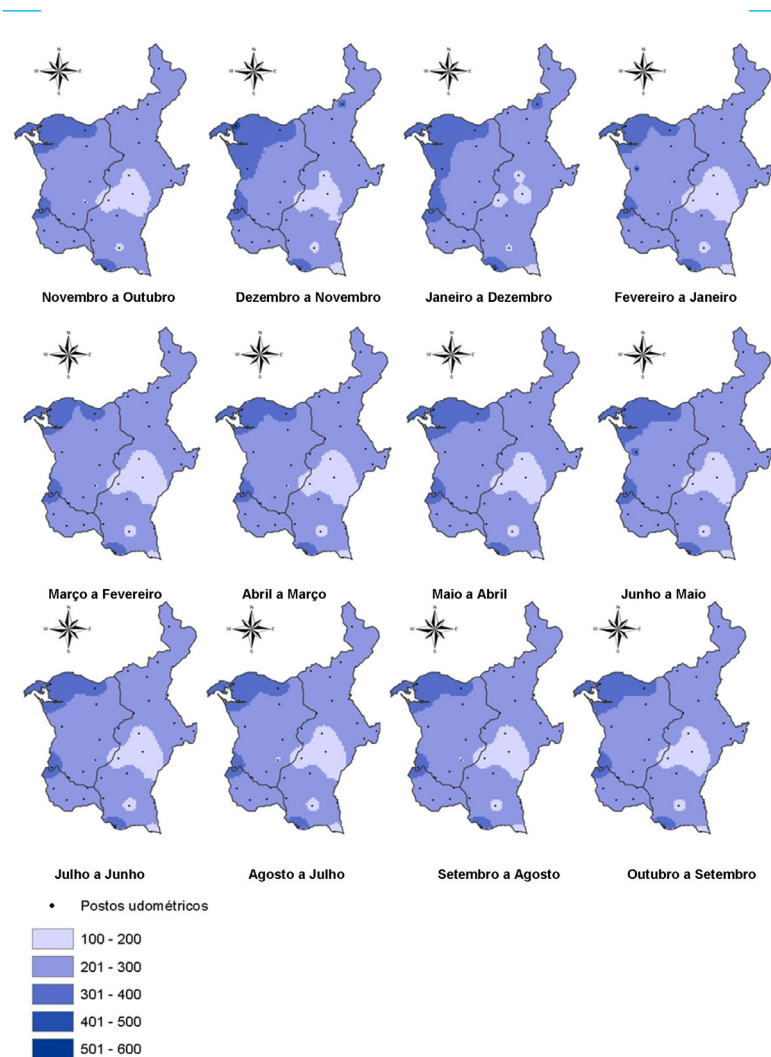 Novembro a Outubro
Dezembro a Novembro
Janeiro a Dezembro
Fevereiro a Janeiro
Março a Fevereiro
Abril a Março
Maio a Abril
Junho a Maio
Julho a Junho
Agosto a Julho
Setembro a Agosto
Outubro a Setembro
Postos udométricos
100 - 200
201 - 300
301 - 400
401 - 500
501 - 600